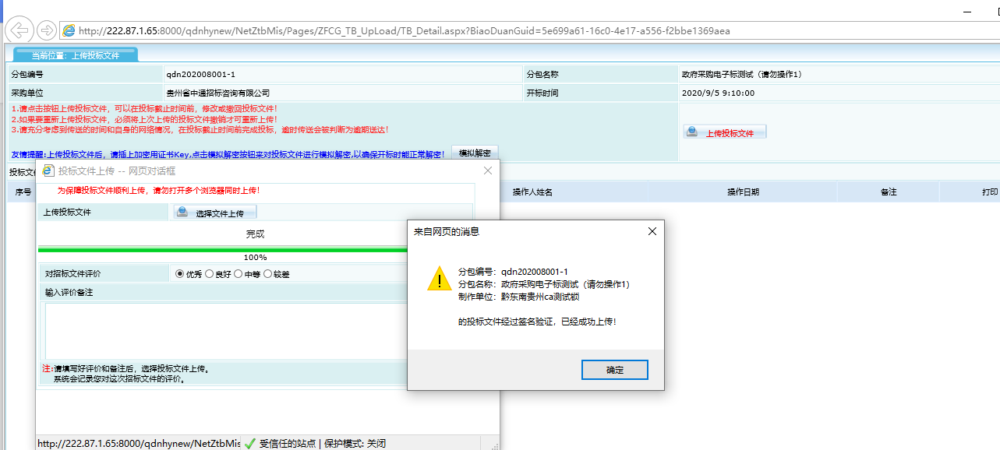 http://222.87.1.65:8000/qdnhynew/NetZtbMis/Pages/ZFCG_TB_UpLoad/TB_Detail.aspx?BiaoDuanGuid=5e699a61-16c0-4e17-a556-f2bbe1369aea
当前位置：上传投标文件
分包编号 qdn202008001-1 分包名称 政府采购电子标测试（请勿操作1）
采购单位 贵州省中通招标咨询有限公司 开标时间 2020/9/5 9:10:00
1.请点击按钮上传投标文件，可以在投标截止时间前，修改或撤回投标文件！
2.如果要重新上传投标文件，必须将上次上传的投标文件撤销才可重新上传！
3.请充分考虑到传送的时间和自身的网络情况，在投标截止时间前完成投标，逾时传送会被判断为逾期送达！
上传投标文件
友情提醒:上传投标文件后，请插上加密用证书Key,点击模拟解密按钮来对投标文件进行模拟解密,以确保开标时能正常解密！ 模拟解密
投标文
序号 操作人姓名 操作日期 备注 打印
投标文件上传 -- 网页对话框
为保障投标文件顺利上传，请勿打开多个浏览器同时上传！
上传投标文件 选择文件上传
完成
100%
对招标文件评价 优秀 良好 中等 较差
输入评价备注
注:请填写好评价和备注后，选择投标文件上传。
系统会记录您对这次招标文件的评价。
http://222.87.1.65:8000/qdnhynew/NetZtbMis 受信任的站点 | 保护模式: 关闭
来自网页的消息
分包编号：qdn202008001-1
分包名称：政府采购电子标测试（请勿操作1）
制作单位：黔东南贵州ca测试锁
的投标文件经过签名验证，已经成功上传！
确定